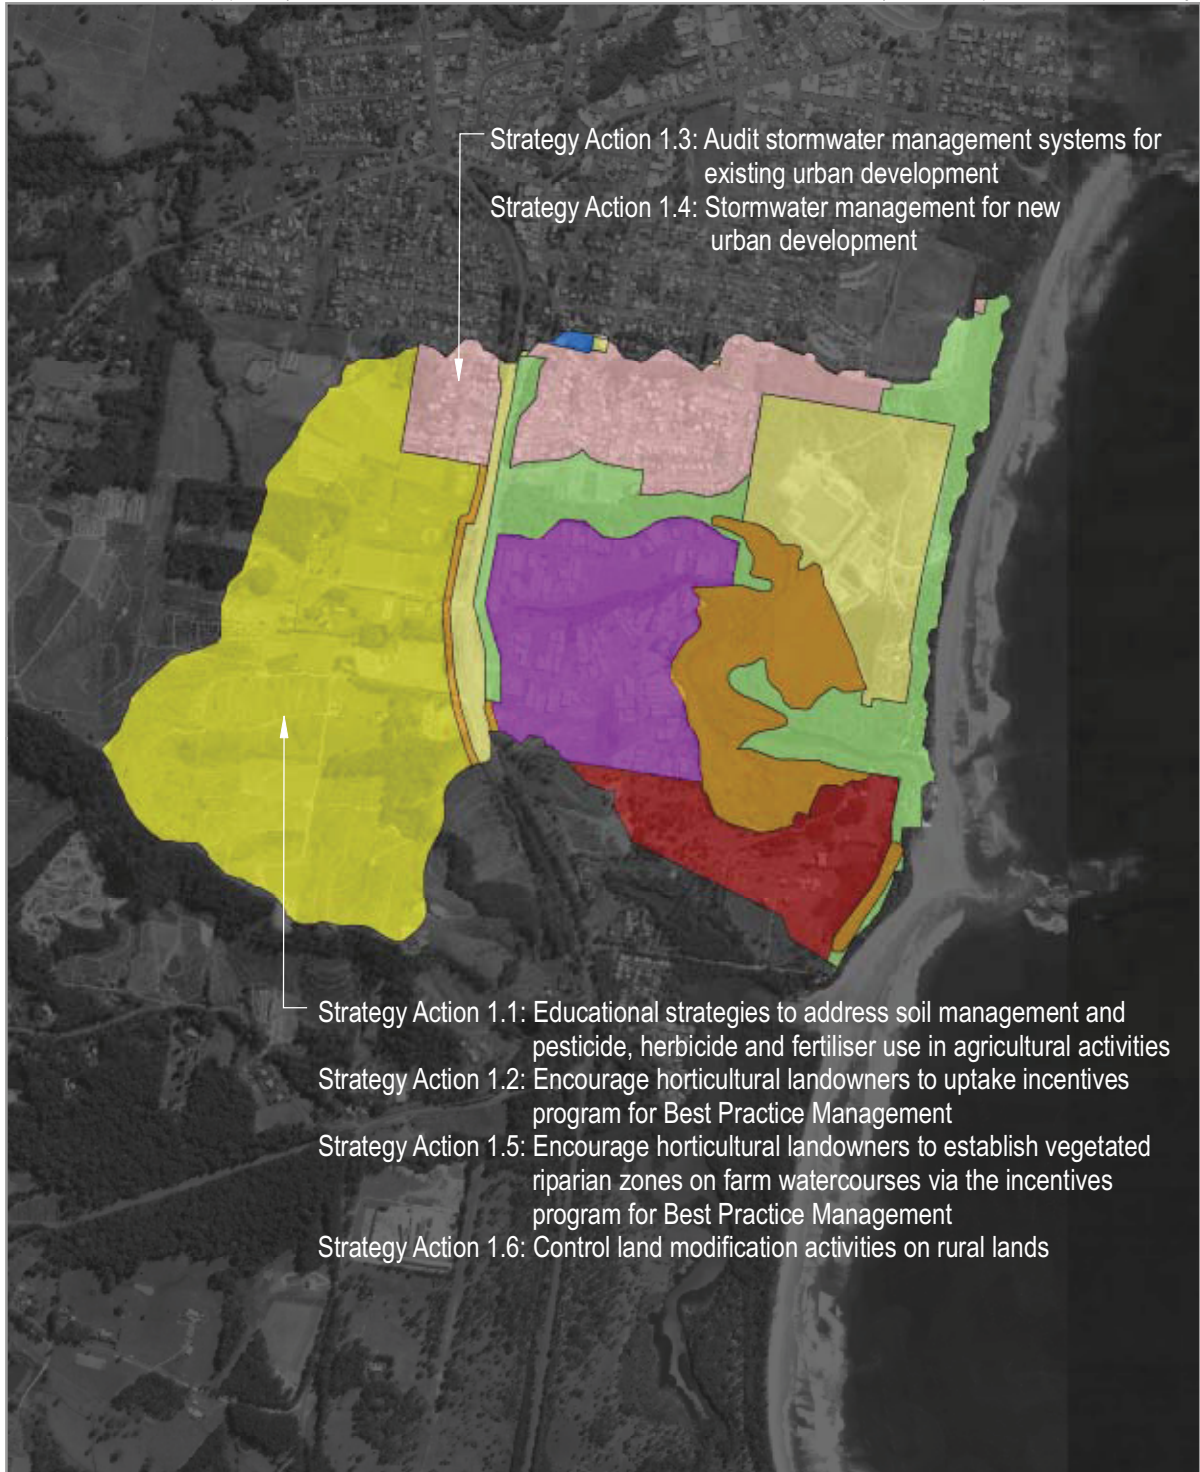 Strategy Action 1.3: Audit stormwater management systems for
existing urban development
Strategy Action 1.4: Stormwater management for new
urban development
Strategy Action 1.1: Educational strategies to address soil management and
pesticide, herbicide and fertiliser use in agricultural activities
Strategy Action 1.2: Encourage horticultural landowners to uptake incentives
program for Best Practice Management
Strategy Action 1.5: Encourage horticultural landowners to establish vegetated
riparian zones on farm watercourses via the incentives
program for Best Practice Management
Strategy Action 1.6: Control land modification activities on rural lands